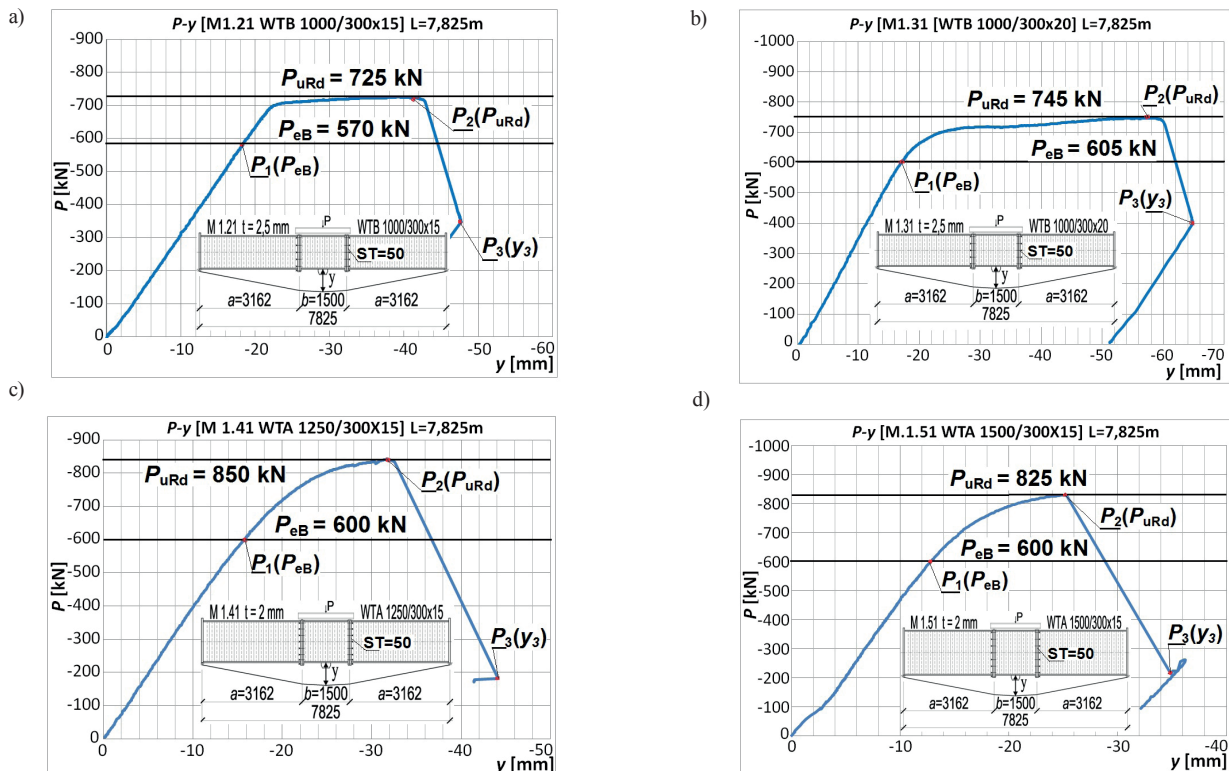 a)
P-y [M1.21 WTB 1000/300x15] L=7,825m
-900
-800
-700
-600
-500
-400
-300
-200
-100
0
P [kN]
PuRd = 725 kN
P2(PuRd)
PeB = 570 kN
P1(PeB)
P3(y3)
M 1.21 t = 2,5 mm
P
WTB 1000/300x15
ST=50
y
a=3162
b=1500
a=3162
7825
0
-10
-20
-30
-40
-50
-60
y [mm]
b)
P-y [M1.31 WTB 1000/300x20] L=7,825m
-1000
-900
-800
-700
-600
-500
-400
-300
-200
-100
0
P [kN]
PuRd = 745 kN
P2(PuRd)
PeB = 605 kN
P1(PeB)
P3(y3)
M 1.31 t = 2,5 mm
P
WTB 1000/300x20
ST=50
y
a=3162
b=1500
a=3162
7825
0
-10
-20
-30
-40
-50
-60
-70
y [mm]
c)
P-y [M 1.41 WTA 1250/300X15] L=7,825m
-900
-800
-700
-600
-500
-400
-300
-200
-100
0
P [kN]
PuRd = 850 kN
P2(PuRd)
PeB = 600 kN
P1(PeB)
P3(y3)
M 1.41 t = 2 mm
P
WTA 1250/300x15
ST=50
y
a=3162
b=1500
a=3162
7825
0
-10
-20
-30
-40
-50
y [mm]
d)
P-y [M.1.51 WTA 1500/300X15] L=7,825m
-1000
-900
-800
-700
-600
-500
-400
-300
-200
-100
0
P [kN]
PuRd = 825 kN
P2(PuRd)
PeB = 600 kN
P1(PeB)
P3(y3)
M 1.51 t = 2 mm
P
WTA 1500/300x15
ST=50
y
a=3162
b=1500
a=3162
7825
0
-10
-20
-30
-40
y [mm]